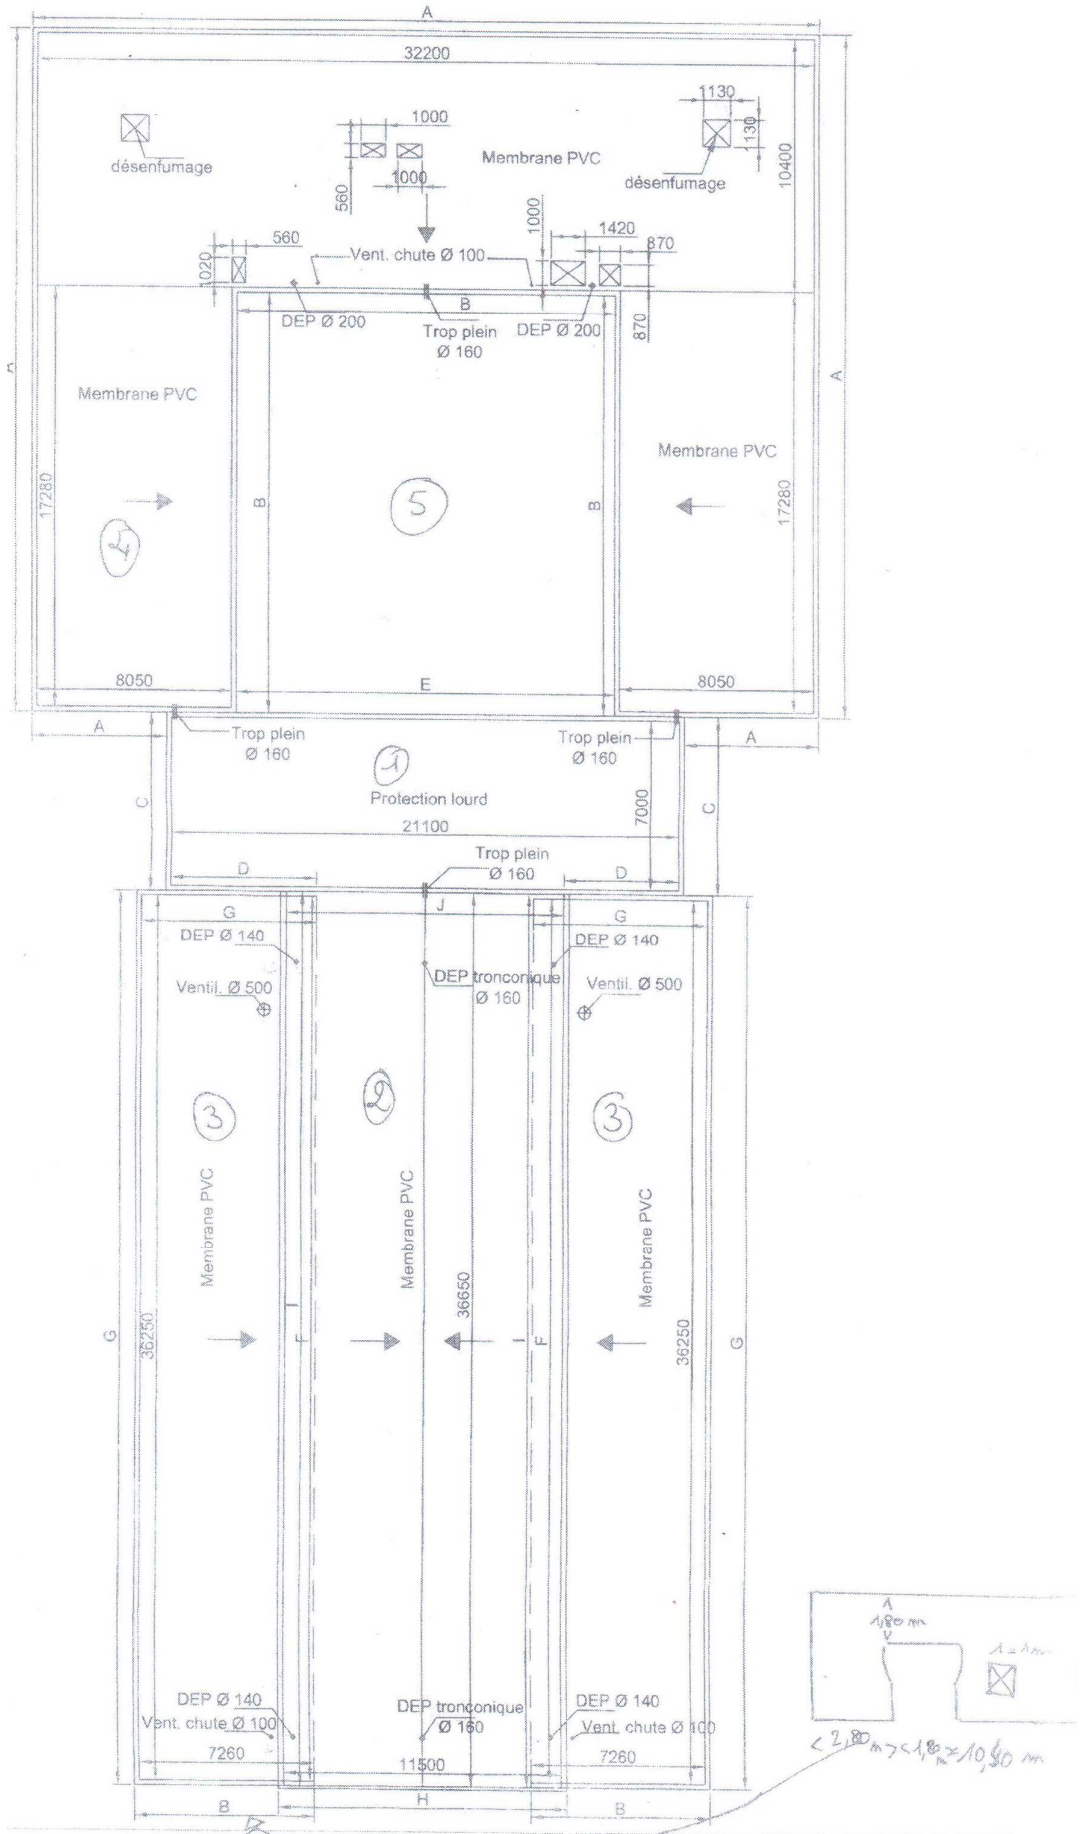 A
32200
1130
1000
1130
Membrane PVC
désenfumage
désenfumage
10400
1000
560
1000
1420
560
870
Vent. chute Ø 100
1020
B
DEP Ø 200
Trop plein
Ø 160
DEP Ø 200
870
A
A
Membrane PVC
Membrane PVC
17280
B
5
B
17280
8050
E
8050
A
Trop plein
Ø 160
Trop plein
Ø 160
A
1
C
Protection lourd
7000
C
21100
D
Trop plein
Ø 160
D
G
J
G
DEP Ø 140
DEP Ø 140
DEP tronconique
Ø 160
Ventil. Ø 500
Ventil. Ø 500
3
2
3
Membrane PVC
Membrane PVC
Membrane PVC
36650
G
36250
I
F
I
F
36250
G
1,80 m
DEP Ø 140
DEP tronconique
Ø 160
DEP Ø 140
Vent. chute Ø 100
Vent. chute Ø 100
7260
11500
7260
B
H
B